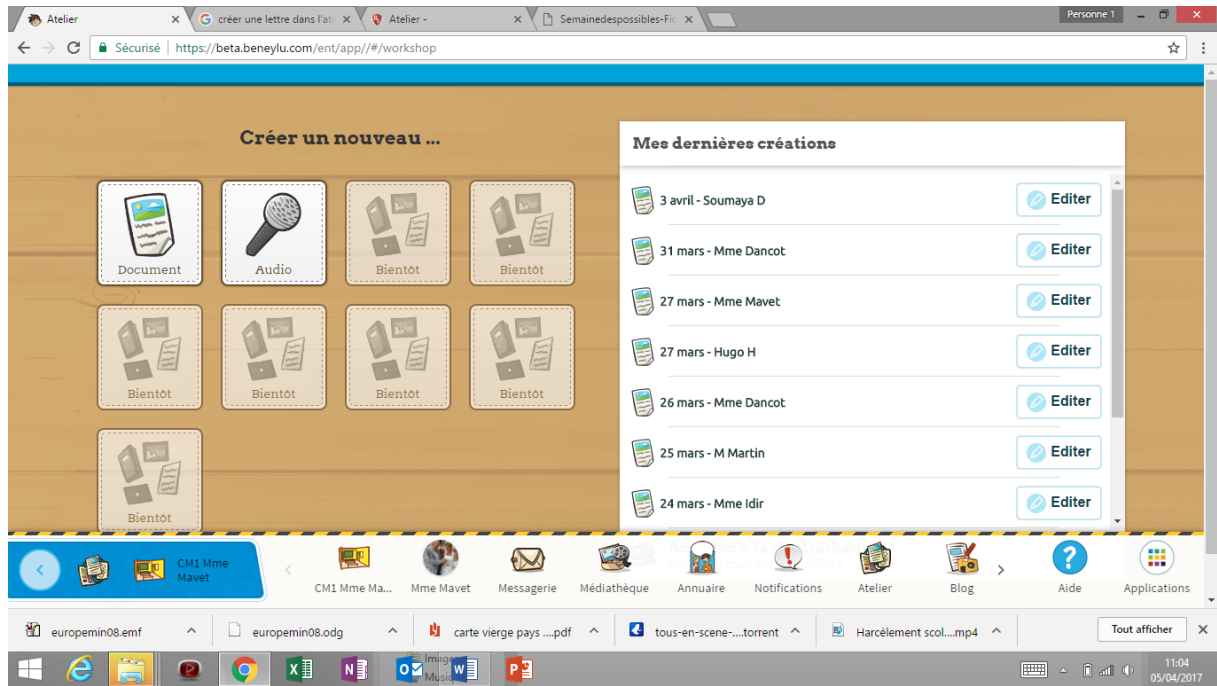 Atelier
créer une lettre dans l'ate
Atelier -
Semainedespossibles-Fic
Personne 1
Sécurisé
https://beta.beneylu.com/ent/app//#/workshop
Créer un nouveau ...
Document
Audio
Bientôt
Bientôt
Bientôt
Bientôt
Bientôt
Bientôt
Bientôt
Mes dernières créations
3 avril - Soumaya D
Editer
31 mars - Mme Dancot
Editer
27 mars - Mme Mavet
Editer
27 mars - Hugo H
Editer
26 mars - Mme Dancot
Editer
25 mars - M Martin
Editer
24 mars - Mme Idir
Editer
CM1 Mme
Mavet
CM1 Mme Ma...
Mme Mavet
Messagerie
Médiathèque
Annuaire
Notifications
Atelier
Blog
Aide
Applications
europemin08.emf
europemin08.odg
carte vierge pays ....pdf
tous-en-scene-....torrent
Harcèlement scol....mp4
Tout afficher
11:04
05/04/2017